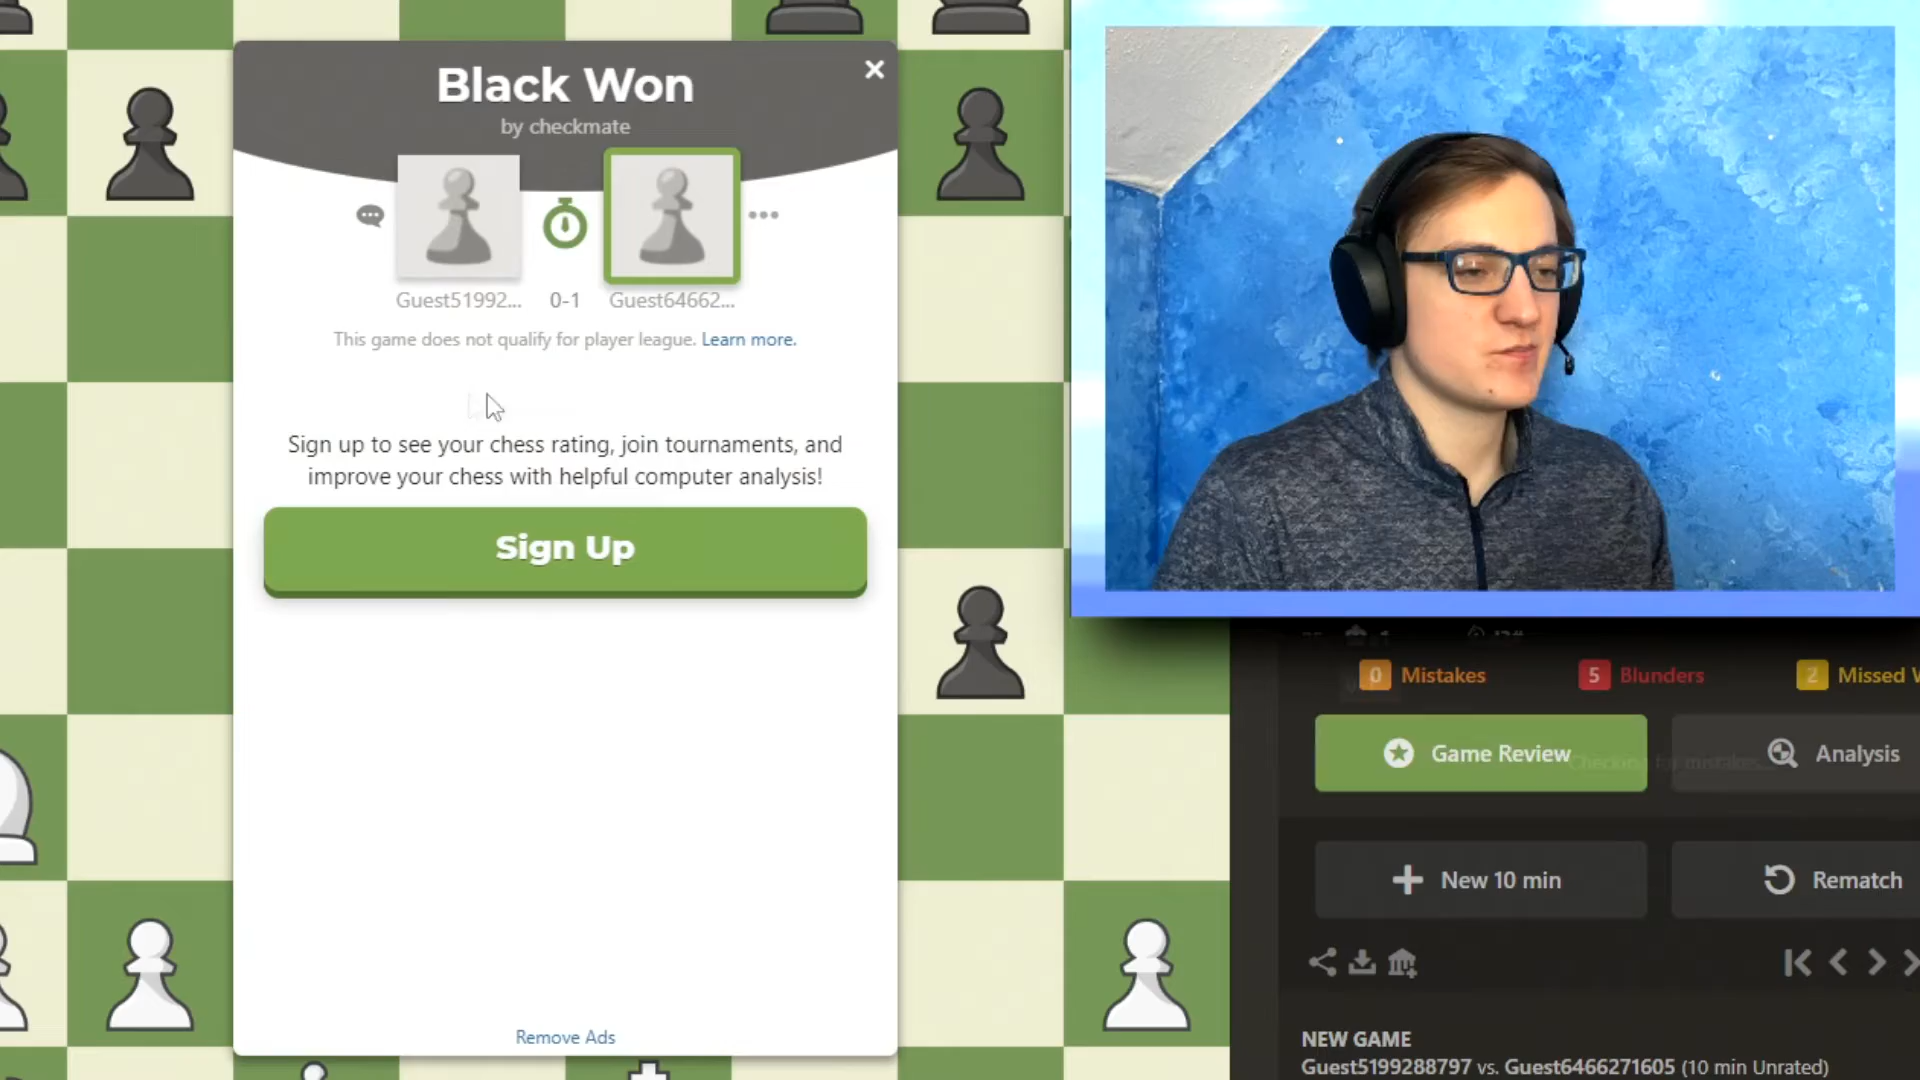 Black Won
by checkmate
Guest51992... 0-1 Guest64662...
This game does not qualify for player league. Learn more.
Sign up to see your chess rating, join tournaments, and
improve your chess with helpful computer analysis!
Sign Up
Remove Ads
0 Mistakes 5 Blunders 2 Missed W
Game Review
Analysis
Checking for mistakes...
New 10 min
Rematch
NEW GAME
Guest5199288797 vs. Guest6466271605 (10 min Unrated)